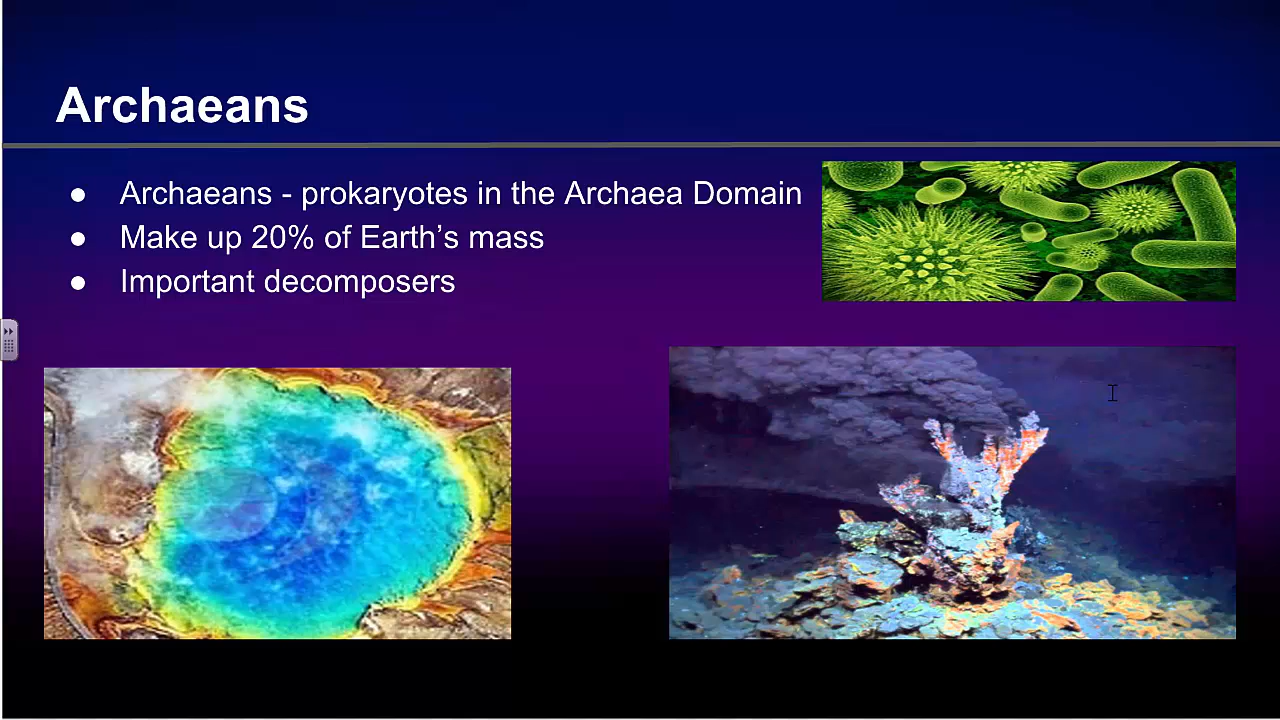 Archaeans
● Archaeans - prokaryotes in the Archaea Domain
● Make up 20% of Earth's mass
● Important decomposers